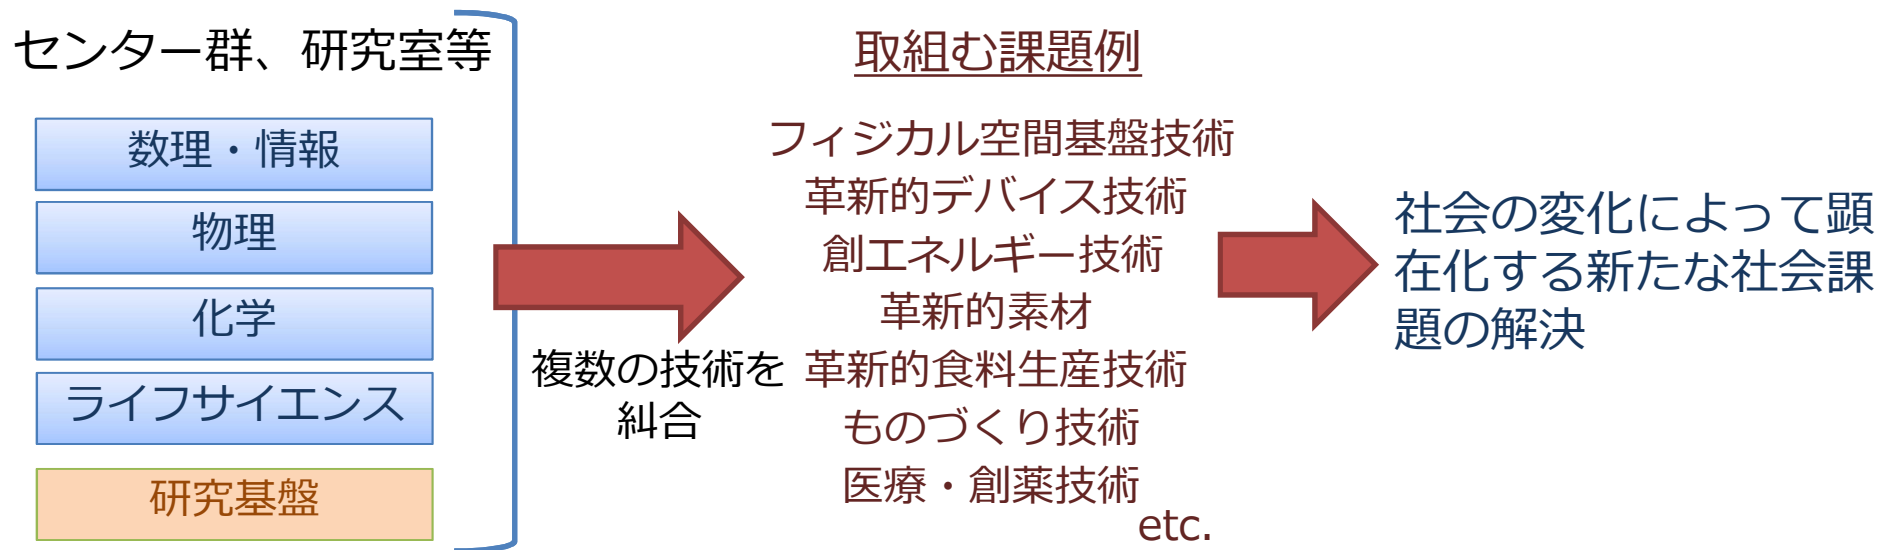 センター群、研究室等
数理・情報
物理
化学
ライフサイエンス
研究基盤
複数の技術を
糾合
取組む課題例
フィジカル空間基盤技術
革新的デバイス技術
創エネルギー技術
革新的素材
革新的食料生産技術
ものづくり技術
医療・創薬技術
etc.
社会の変化によって顕
在化する新たな社会課
題の解決